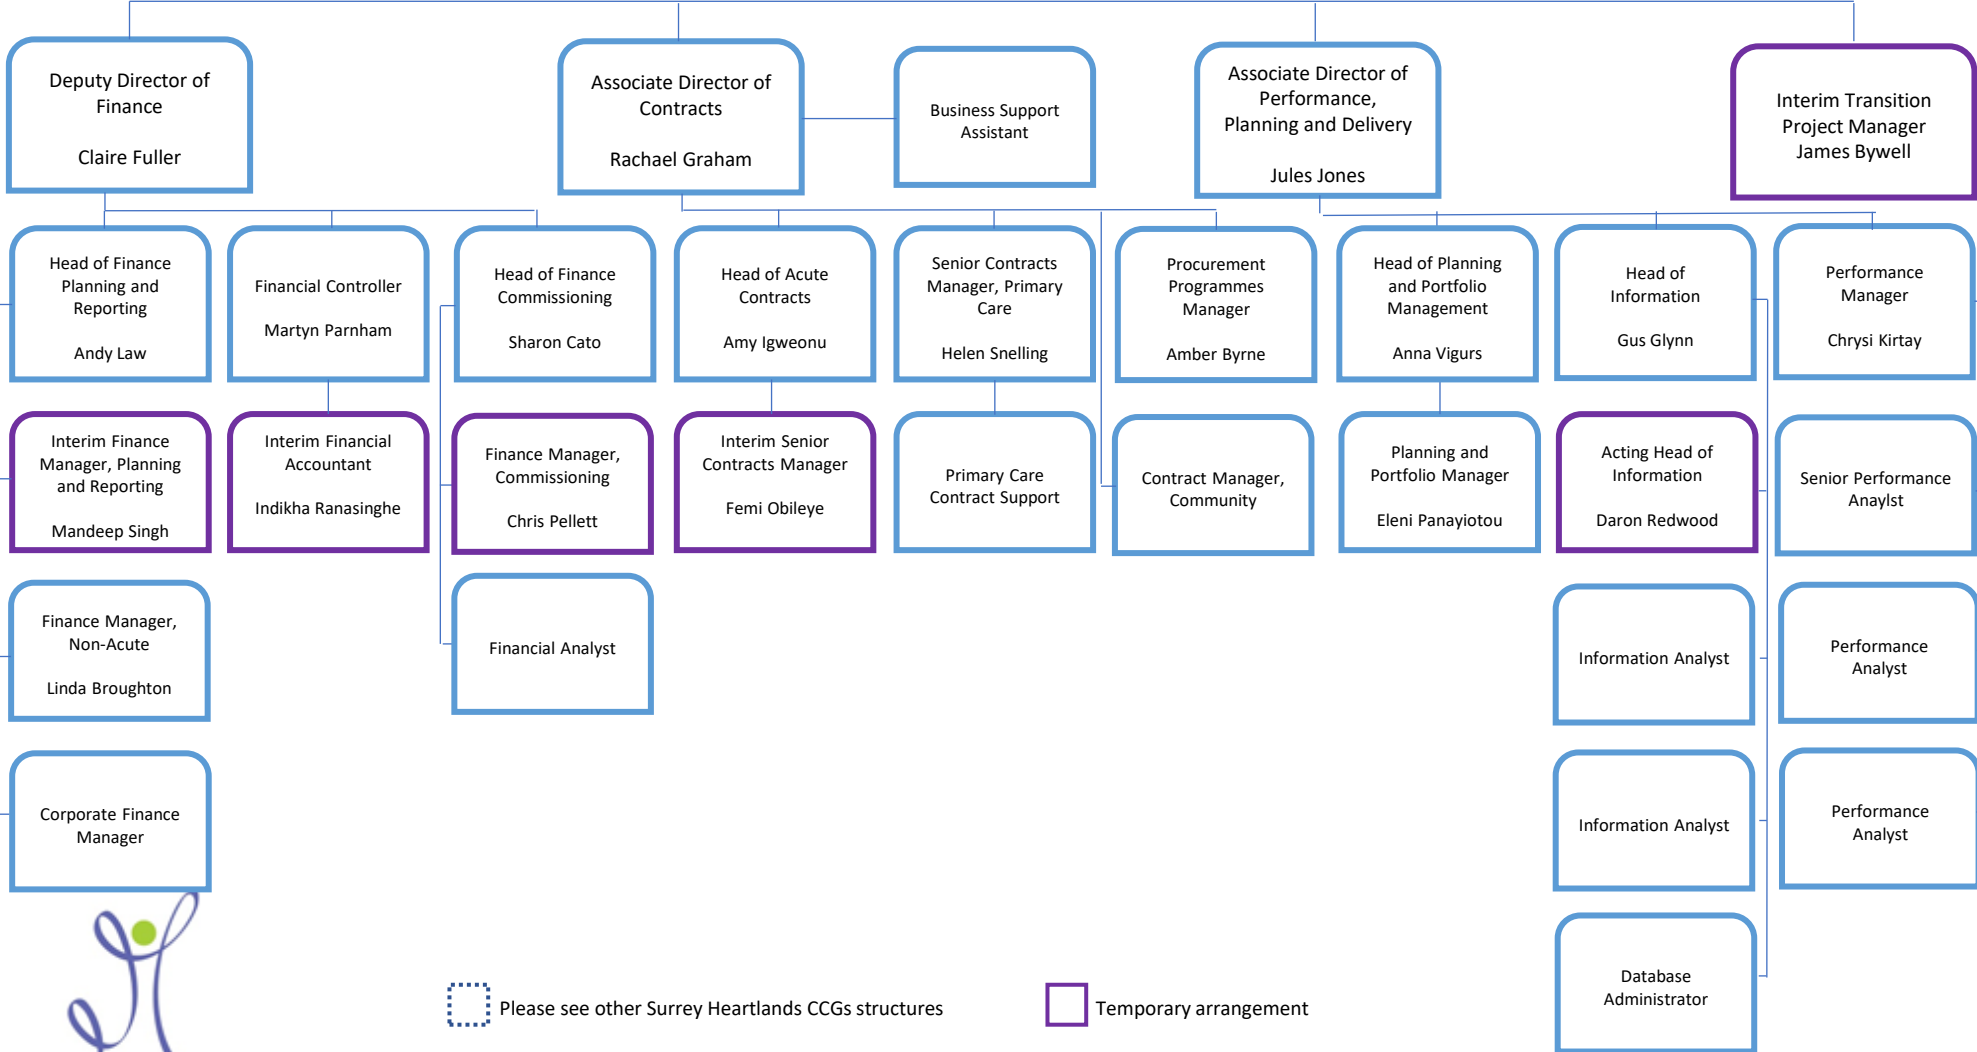 Deputy Director of
Finance
Claire Fuller
Associate Director of
Contracts
Rachael Graham
Business Support
Assistant
Associate Director of
Performance,
Planning and Delivery
Jules Jones
Interim Transition
Project Manager
James Bywell
Head of Finance
Planning and
Reporting
Andy Law
Financial Controller
Martyn Parnham
Head of Finance
Commissioning
Sharon Cato
Head of Acute
Contracts
Amy Igweonu
Senior Contracts
Manager, Primary
Care
Helen Snelling
Procurement
Programmes
Manager
Amber Byrne
Head of Planning
and Portfolio
Management
Anna Vigurs
Head of
Information
Gus Glynn
Performance
Manager
Chrysi Kirtay
Interim Finance
Manager, Planning
and Reporting
Mandeep Singh
Interim Financial
Accountant
Indikha Ranasinghe
Finance Manager,
Commissioning
Chris Pellett
Interim Senior
Contracts Manager
Femi Obileye
Primary Care
Contract Support
Contract Manager,
Community
Planning and
Portfolio Manager
Eleni Panayiotou
Acting Head of
Information
Daron Redwood
Senior Performance
Anaylst
Finance Manager,
Non-Acute
Linda Broughton
Financial Analyst
Information Analyst
Performance
Analyst
Corporate Finance
Manager
Information Analyst
Performance
Analyst
Database
Administrator
Please see other Surrey Heartlands CCGs structures
Temporary arrangement